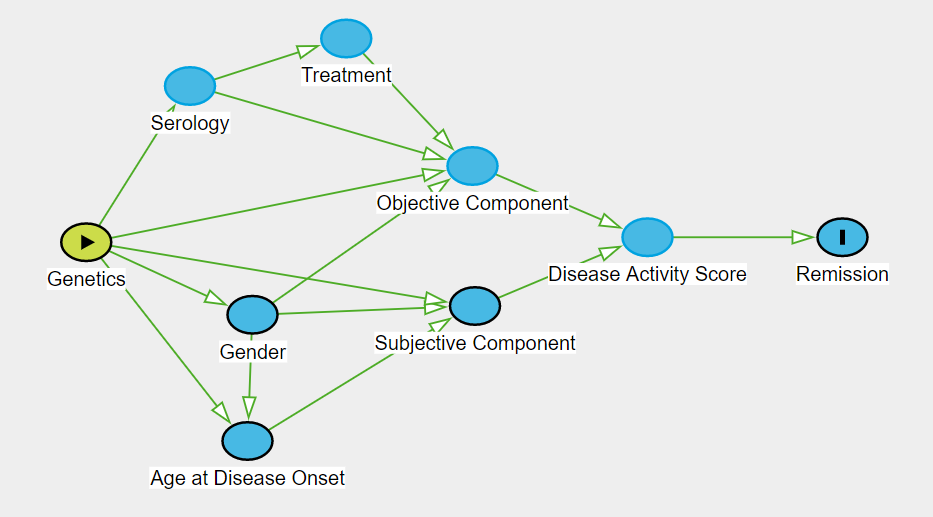 Treatment
Serology
Objective Component
Genetics
Disease Activity Score
Remission
Gender
Subjective Component
Age at Disease Onset